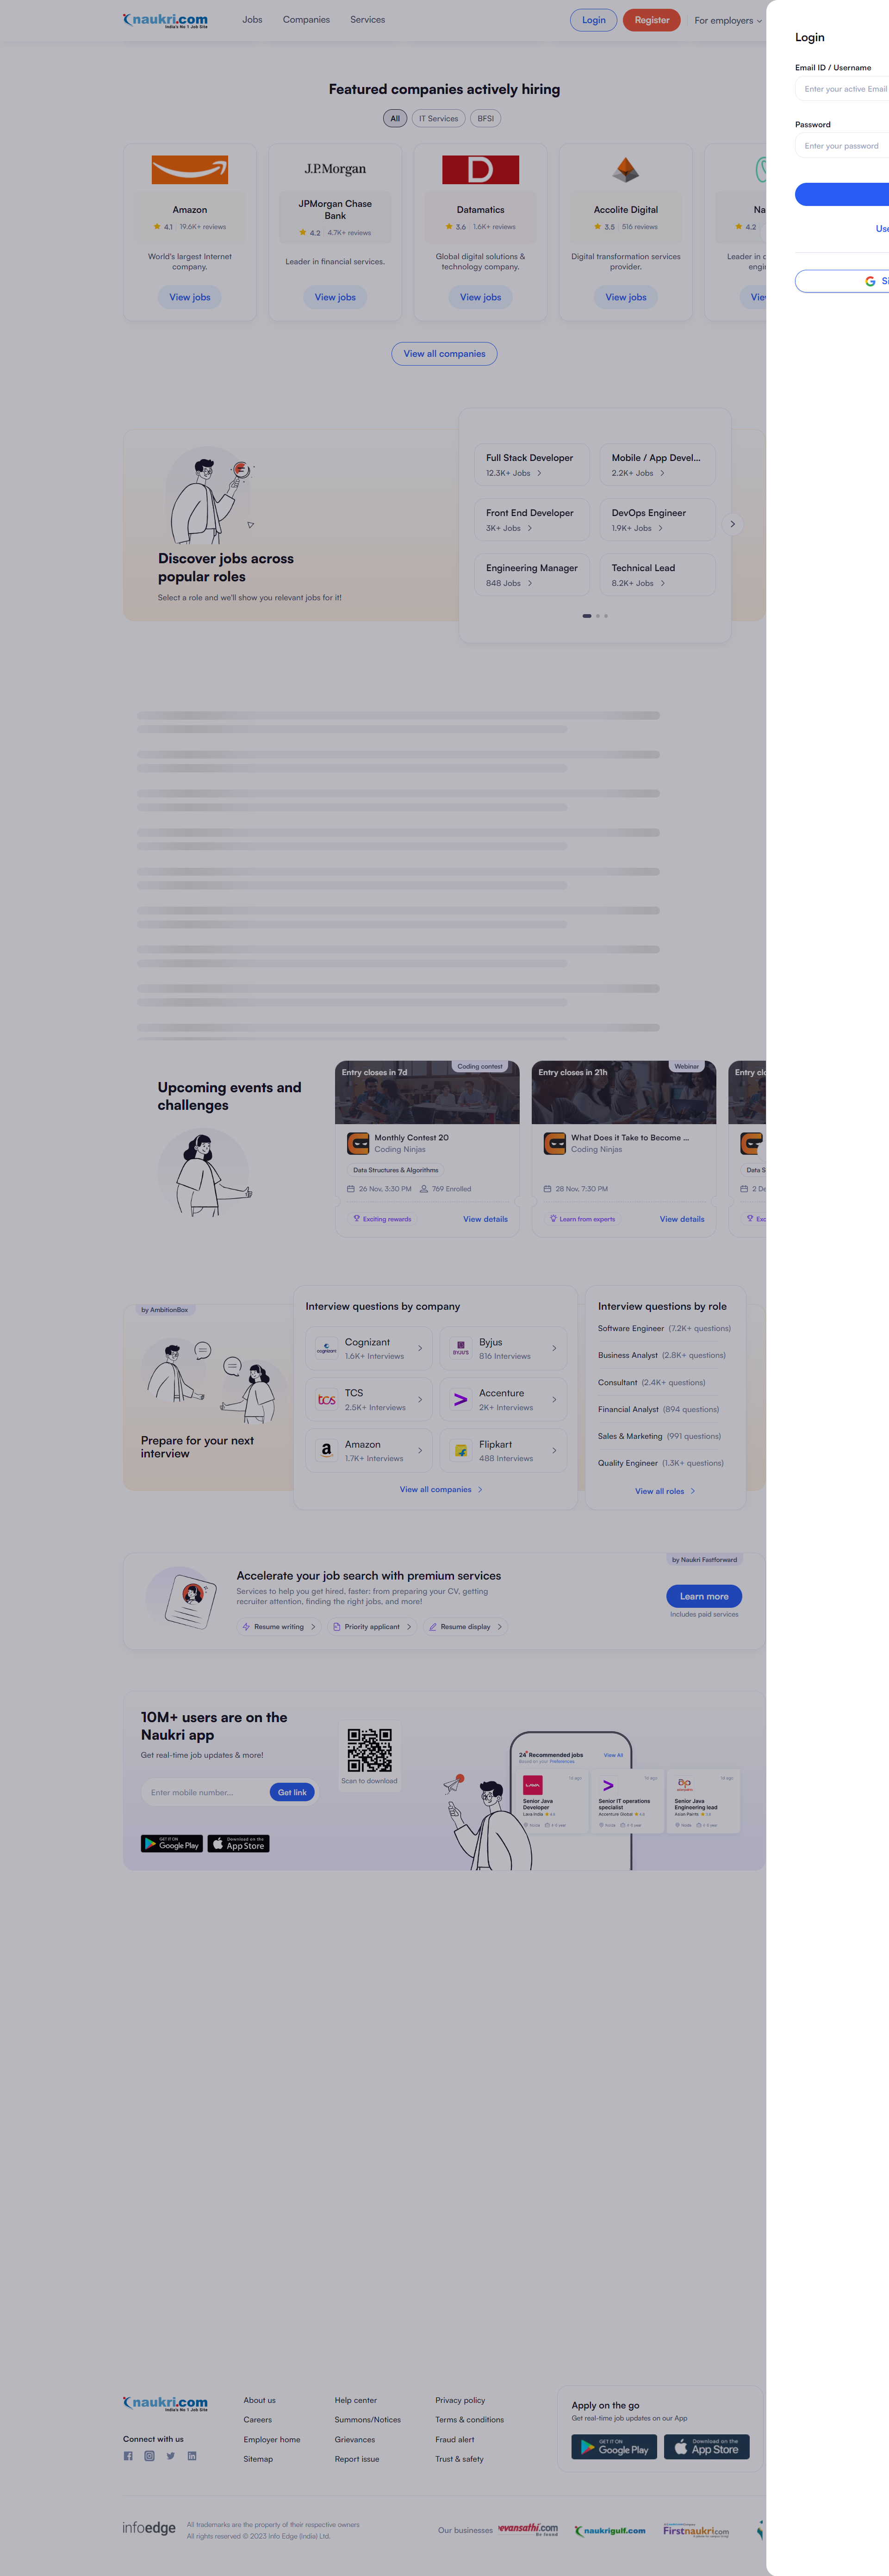 naukri.com
India's No 1 Job Site
Jobs
Companies
Services
Login
Register
For employers
Login
Email ID / Username
Enter your active Email
Password
Enter your password
Use
Si
Featured companies actively hiring
All
IT Services
BFSI
Amazon
4.1
19.6K+ reviews
World's largest Internet
company.
View jobs
J.P.Morgan
JPMorgan Chase
Bank
4.2
4.7K+ reviews
Leader in financial services.
View jobs
D
Datamatics
3.6
1.6K+ reviews
Global digital solutions &
technology company.
View jobs
Accolite Digital
3.5
516 reviews
Digital transformation services
provider.
View jobs
Na
4.2
Leader in
engi
View all companies
Discover jobs across
popular roles
Select a role and we'll show you relevant jobs for it!
Full Stack Developer
12.3K+ Jobs
Mobile / App Devel...
2.2K+ Jobs
Front End Developer
3K+ Jobs
DevOps Engineer
1.9K+ Jobs
Engineering Manager
848 Jobs
Technical Lead
8.2K+ Jobs
Upcoming events and
challenges
Entry closes in 7d
Coding contest
Monthly Contest 20
Coding Ninjas
Data Structures & Algorithms
26 Nov, 3:30 PM
769 Enrolled
Exciting rewards
View details
Entry closes in 21h
Webinar
What Does it Take to Become ...
Coding Ninjas
28 Nov, 7:30 PM
Learn from experts
View details
Entry clo
Data S
2 De
Exc
by AmbitionBox
Prepare for your next
interview
Interview questions by company
Cognizant
1.6K+ Interviews
Byjus
816 Interviews
TCS
2.5K+ Interviews
Accenture
2K+ Interviews
Amazon
1.7K+ Interviews
Flipkart
488 Interviews
View all companies
Interview questions by role
Software Engineer (7.2K+ questions)
Business Analyst (2.8K+ questions)
Consultant (2.4K+ questions)
Financial Analyst (894 questions)
Sales & Marketing (991 questions)
Quality Engineer (1.3K+ questions)
View all roles
by Naukri Fastforward
Accelerate your job search with premium services
Services to help you get hired, faster: from preparing your CV, getting
recruiter attention, finding the right jobs, and more!
Resume writing
Priority applicant
Resume display
Learn more
Includes paid services
10M+ users are on the
Naukri app
Get real-time job updates & more!
Enter mobile number...
Get link
GET IT ON
Google Play
Download on the
App Store
Scan to download
24 Recommended jobs
View All
Based on your Preferences
Senior Java
Developer
Lava India
Senior IT operations
specialist
Accenture Global
Senior Java
Engineering lead
Asian Paints
naukri.com
India's No 1 Job Site
Connect with us
About us
Careers
Employer home
Sitemap
Help center
Summons/Notices
Grievances
Report issue
Privacy policy
Terms & conditions
Fraud alert
Trust & safety
Apply on the go
Get real-time job updates on our App
GET IT ON
Google Play
Download on the
App Store
infoedge
All trademarks are the property of their respective owners
All rights reserved © 2023 Info Edge (India) Ltd.
Our businesses
evansathi.com
Be found
naukrigulf.com
Firstnaukri.com